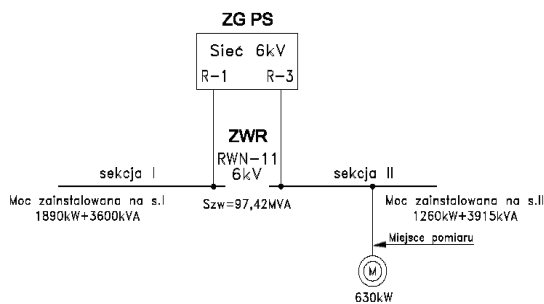 ZG PS
Sieć 6kV
R-1 R-3
ZWR
RWN-11
6kV
sekcja I
sekcja II
Moc zainstalowana na s.I
1890kW+3600kVA
Szw=97,42MVA
Moc zainstalowana na s.II
1260kW+3915kVA
Miejsce pomiaru
M
630kW